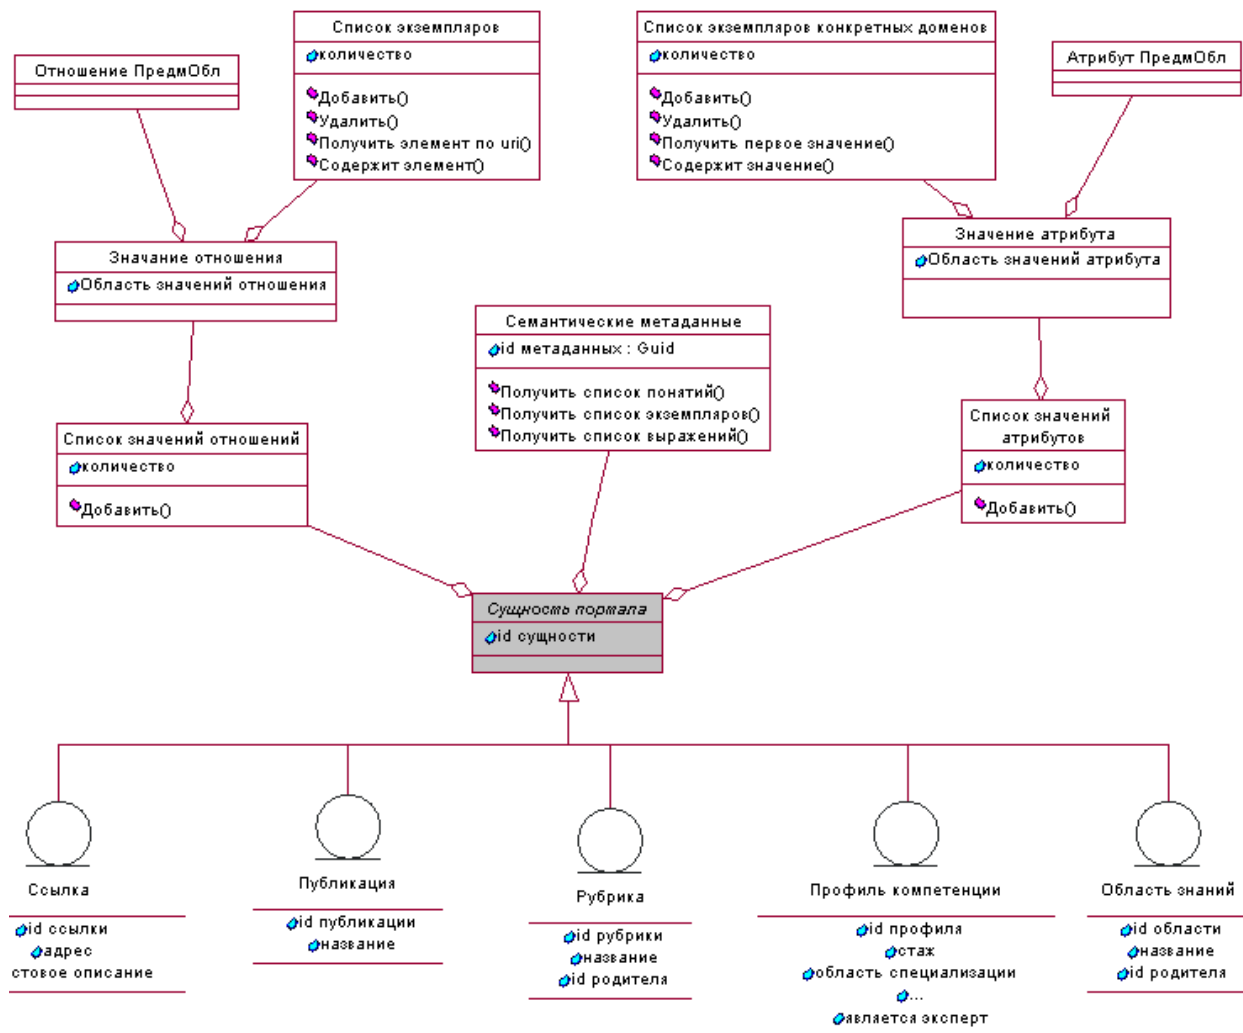 Список экземпляров
количество
Добавить()
Удалить()
Получить элемент по uri()
Содержит элемент()
Список экземпляров конкретных доменов
количество
Добавить()
Удалить()
Получить первое значение()
Содержит значение()
Отношение ПредмОбл
Атрибут ПредмОбл
Значание отношения
Область значений отношения
Значение атрибута
Область значений атрибута
Семантические метаданные
id метаданных : Guid
Получить список понятий()
Получить список экземпляров()
Получить список выражений()
Список значений отношений
количество
Добавить()
Список значений
атрибутов
количество
Добавить()
Сущность портала
id сущности
Ссылка
id ссылки
адрес
стовое описание
Публикация
id публикации
название
Рубрика
id рубрики
название
id родителя
Профиль компетенции
id профиля
стаж
область специализации
...
является эксперт
Область знаний
id области
название
id родителя